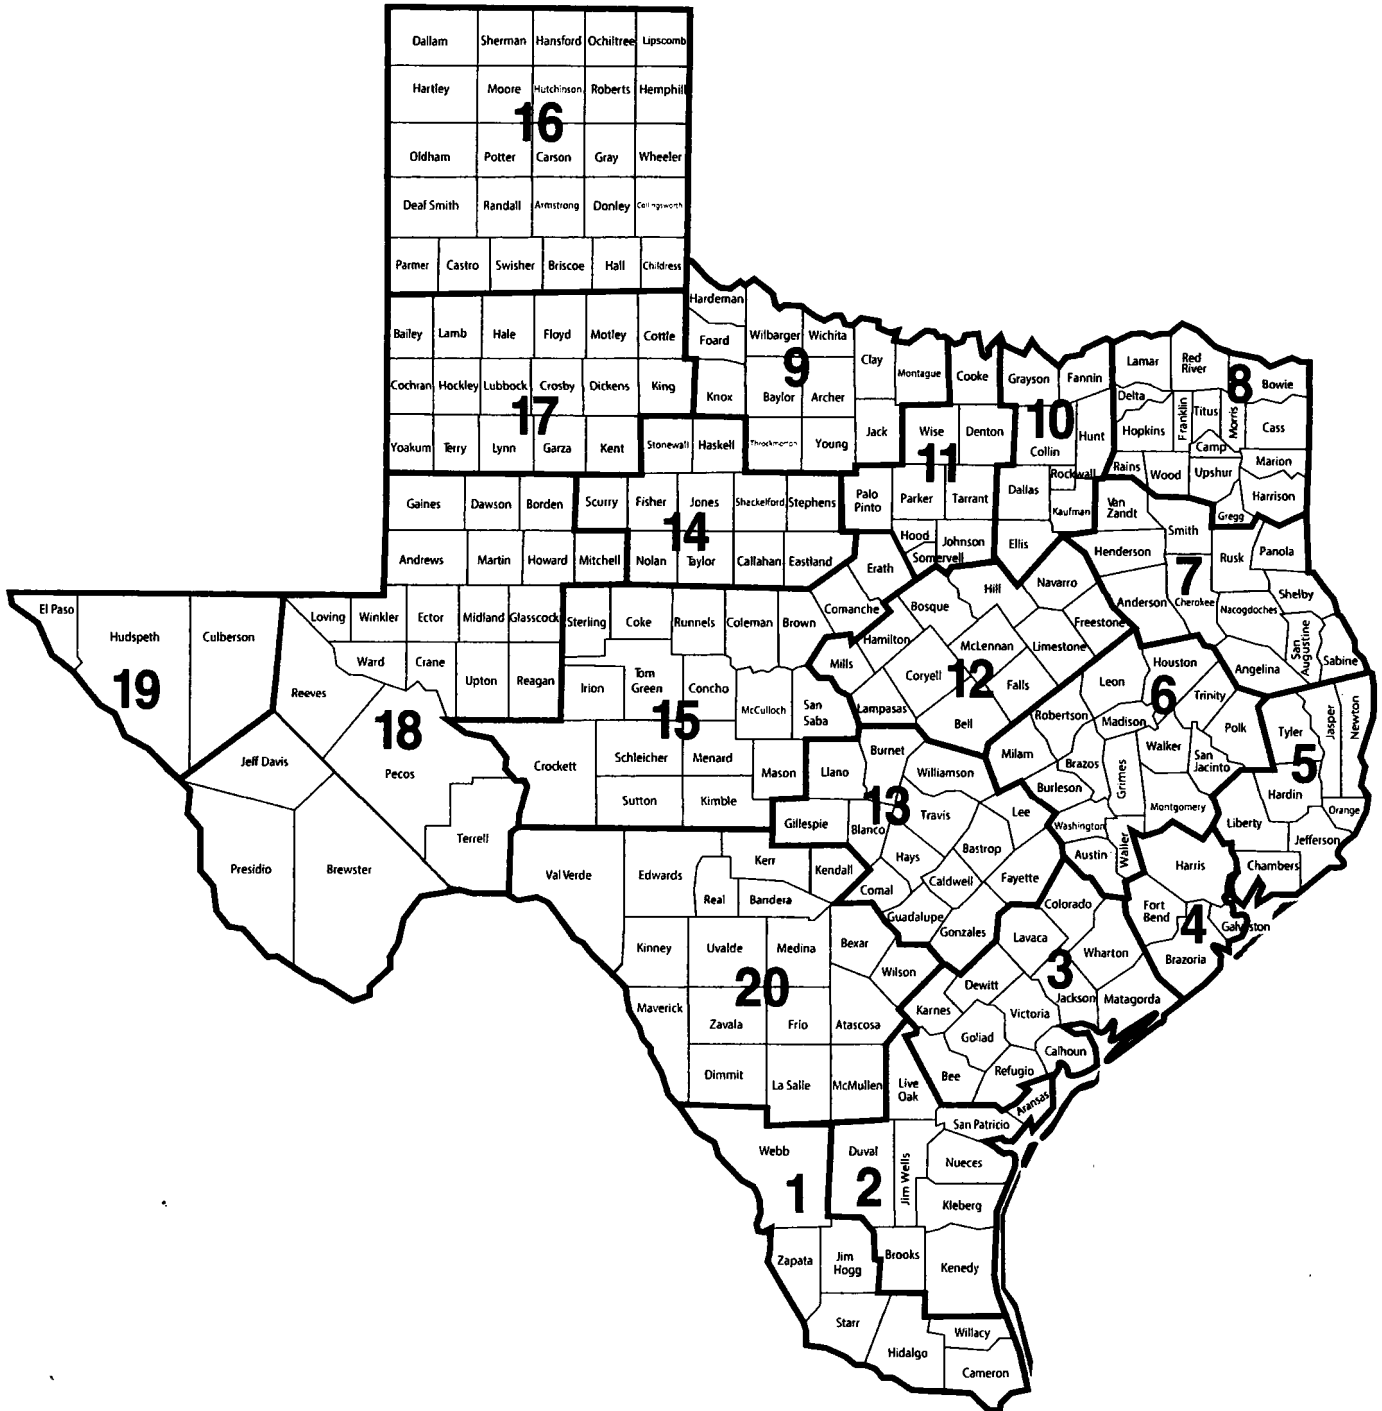 Dallam Sherman Hansford Ochiltree Lipscomb
Hartley Moore Hutchinson Roberts Hemphill
16
Oldham Potter Carson Gray Wheeler
Deaf Smith Randall Armstrong Donley Collingsworth
Parmer Castro Swisher Briscoe Hall Childress
Hardeman
Bailey Lamb Hale Floyd Motley Cottle
Foard Wilbarger Wichita
9
Clay Montague Cooke Grayson Fannin
Lamar Red River Bowie
8
Cochran Hockley Lubbock Crosby Dickens King
17
Knox Baylor Archer
Delta Franklin Titus Morris Cass
10
Yoakum Terry Lynn Garza Kent
Stonewall Haskell Throckmorton Young Jack
Wise Denton
11
Collin Hunt Hopkins Camp
Rockwall Rains Wood Upshur Marion
Harrison Gregg
Gaines Dawson Borden Scurry Fisher Jones Shackelford Stephens
14
Palo Pinto Parker Tarrant Dallas Kaufman Van Zandt Smith
Andrews Martin Howard Mitchell Nolan Taylor Callahan Eastland
Hood Johnson Ellis Henderson Rusk Panola
Erath Somervell
7
El Paso Hudspeth Culberson
19
Loving Winkler Ector Midland Glasscock
Sterling Coke Runnels Coleman Brown Comanche
Bosque Hill Navarro Anderson Cherokee Nacogdoches Shelby
Hamilton Freestone
Ward Crane Upton Reagan
Reeves
18
Irion Tom Green Concho McCulloch San Saba
15
Mills Coryell McLennan Limestone
12
Falls Lampasas Bell
Leon Houston Angelina San Augustine Sabine
6
Trinity
Robertson Madison Polk Tyler Jasper Newton
5
Jeff Davis Pecos
Crockett Schleicher Menard Mason
Llano Burnet Williamson Milam Brazos Walker San Jacinto
13
Burleson Grimes Hardin
Presidio Brewster Terrell
Sutton Kimble Gillespie Blanco Travis Lee
Washington Montgomery Liberty Orange
Jefferson
Val Verde Edwards Kerr Kendall Hays Bastrop
Austin Waller Harris Chambers
Real Bandera Comal Caldwell Fayette
Colorado Fort Bend Galveston
4
Guadalupe Gonzales Lavaca Wharton Brazoria
3
Kinney Uvalde Medina Bexar Wilson
20
Dewitt Jackson Matagorda
Maverick Zavala Frio Atascosa Karnes Goliad Victoria
Calhoun
Dimmit La Salle McMullen Live Oak Bee Refugio
Aransas
San Patricio
Webb Duval Jim Wells Nueces
1
2
Kleberg
Zapata Jim Hogg Brooks Kenedy
Starr Hidalgo Willacy
Cameron